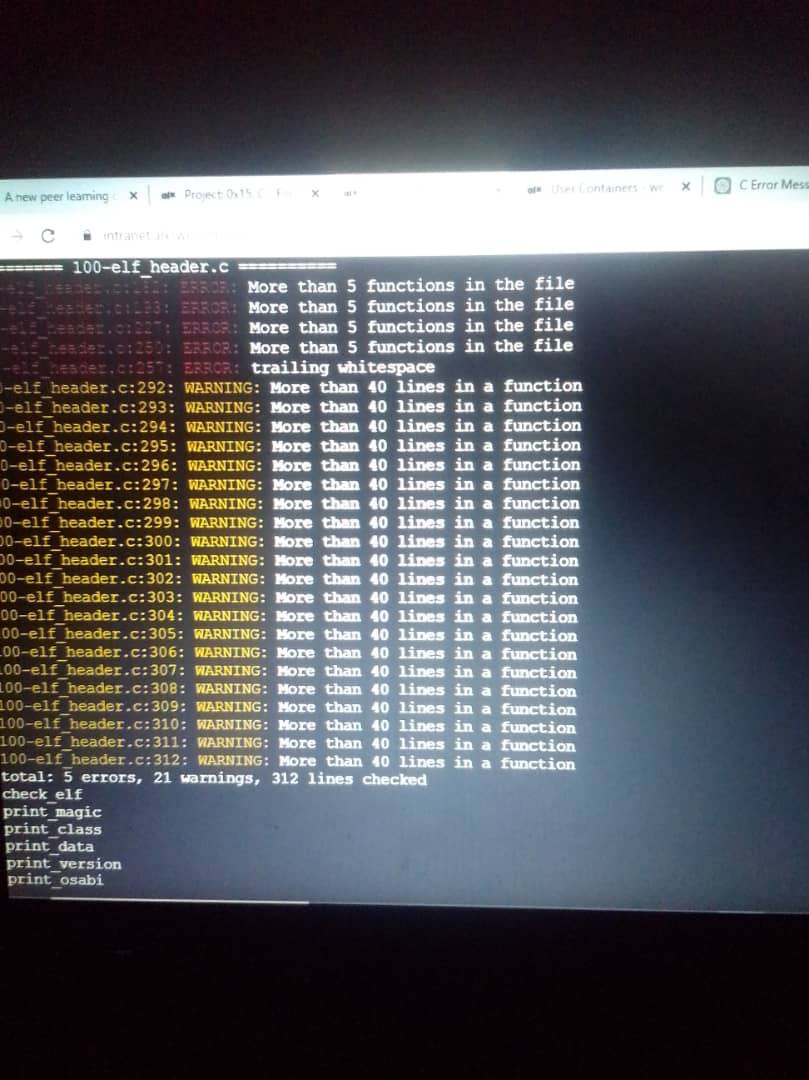 A new peer learning
Project: 0x15. C - F
User Containers
C Error Mess
intranet.al
100-elf_header.c
ERROR: More than 5 functions in the file
ERROR: More than 5 functions in the file
-elf_header.c:227: ERROR: More than 5 functions in the file
-elf_header.c:250: ERROR: More than 5 functions in the file
-elf_header.c:257: ERROR: trailing whitespace
0-elf_header.c:292: WARNING: More than 40 lines in a function
0-elf_header.c:293: WARNING: More than 40 lines in a function
0-elf_header.c:294: WARNING: More than 40 lines in a function
0-elf_header.c:295: WARNING: More than 40 lines in a function
0-elf_header.c:296: WARNING: More than 40 lines in a function
00-elf_header.c:297: WARNING: More than 40 lines in a function
00-elf_header.c:298: WARNING: More than 40 lines in a function
00-elf_header.c:299: WARNING: More than 40 lines in a function
00-elf_header.c:300: WARNING: More than 40 lines in a function
00-elf_header.c:301: WARNING: More than 40 lines in a function
00-elf_header.c:302: WARNING: More than 40 lines in a function
00-elf_header.c:303: WARNING: More than 40 lines in a function
00-elf_header.c:304: WARNING: More than 40 lines in a function
00-elf_header.c:305: WARNING: More than 40 lines in a function
100-elf_header.c:306: WARNING: More than 40 lines in a function
100-elf_header.c:307: WARNING: More than 40 lines in a function
100-elf_header.c:308: WARNING: More than 40 lines in a function
100-elf_header.c:309: WARNING: More than 40 lines in a function
100-elf_header.c:310: WARNING: More than 40 lines in a function
100-elf_header.c:311: WARNING: More than 40 lines in a function
100-elf_header.c:312: WARNING: More than 40 lines in a function
total: 5 errors, 21 warnings, 312 lines checked
check_elf
print_magic
print_class
print_data
print_version
print_osabi